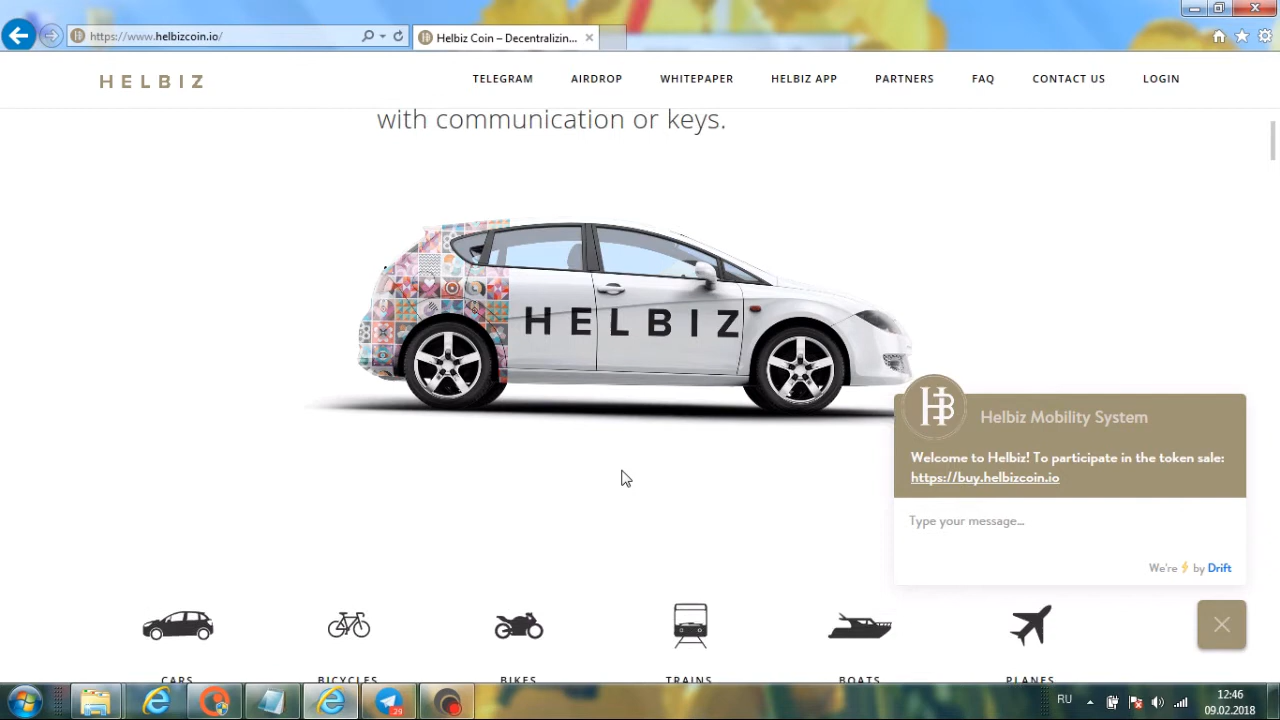 https://www.helbizcoin.io/
Helbiz Coin – Decentralizin...
HELBIZ
TELEGRAM
AIRDROP
WHITEPAPER
HELBIZ APP
PARTNERS
FAQ
CONTACT US
LOGIN
with communication or keys.
HELBIZ
HB
Helbiz Mobility System
Welcome to Helbiz! To participate in the token sale:
https://buy.helbizcoin.io
Type your message...
We're ⚡ by Drift
CARS
BICYCLES
BIKES
TRAINS
BOATS
PLANES
29
RU
12:46
09.02.2018